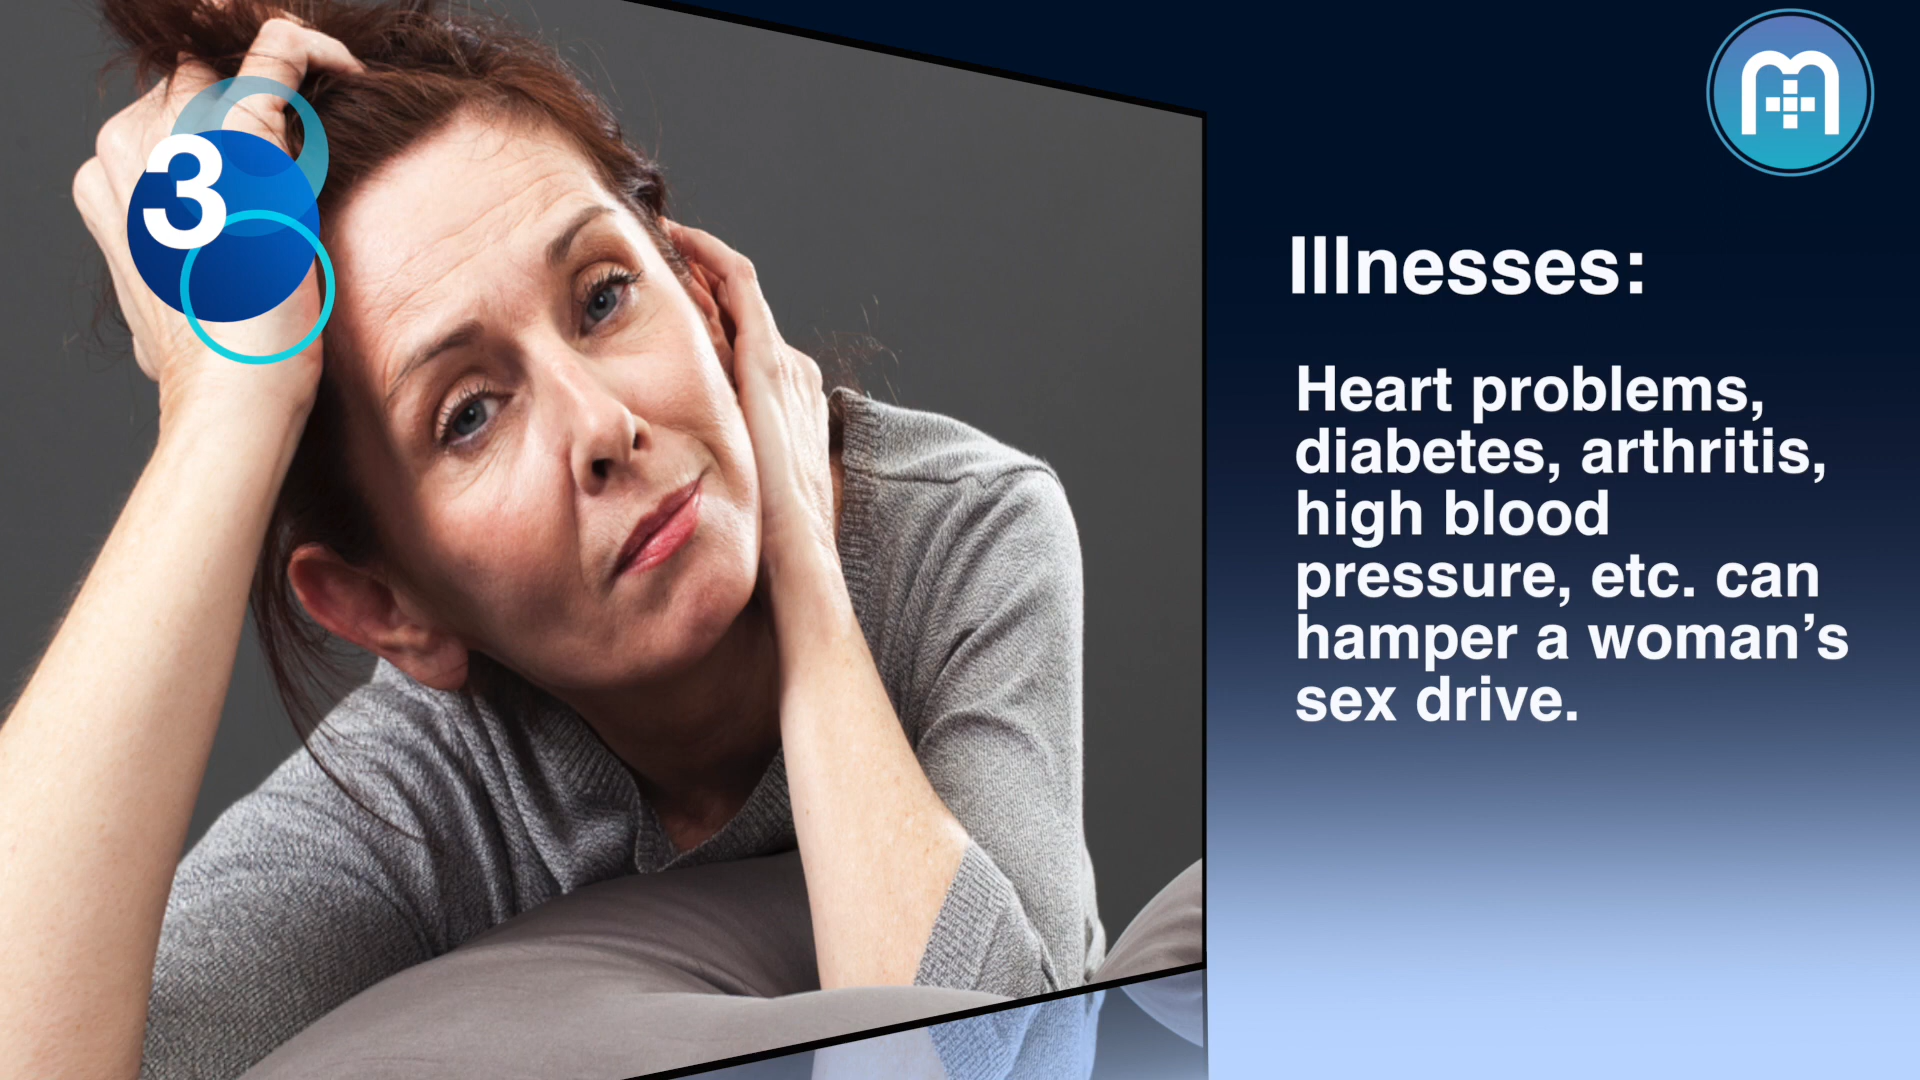 3
Illnesses:
Heart problems,
diabetes, arthritis,
high blood
pressure, etc. can
hamper a woman’s
sex drive.